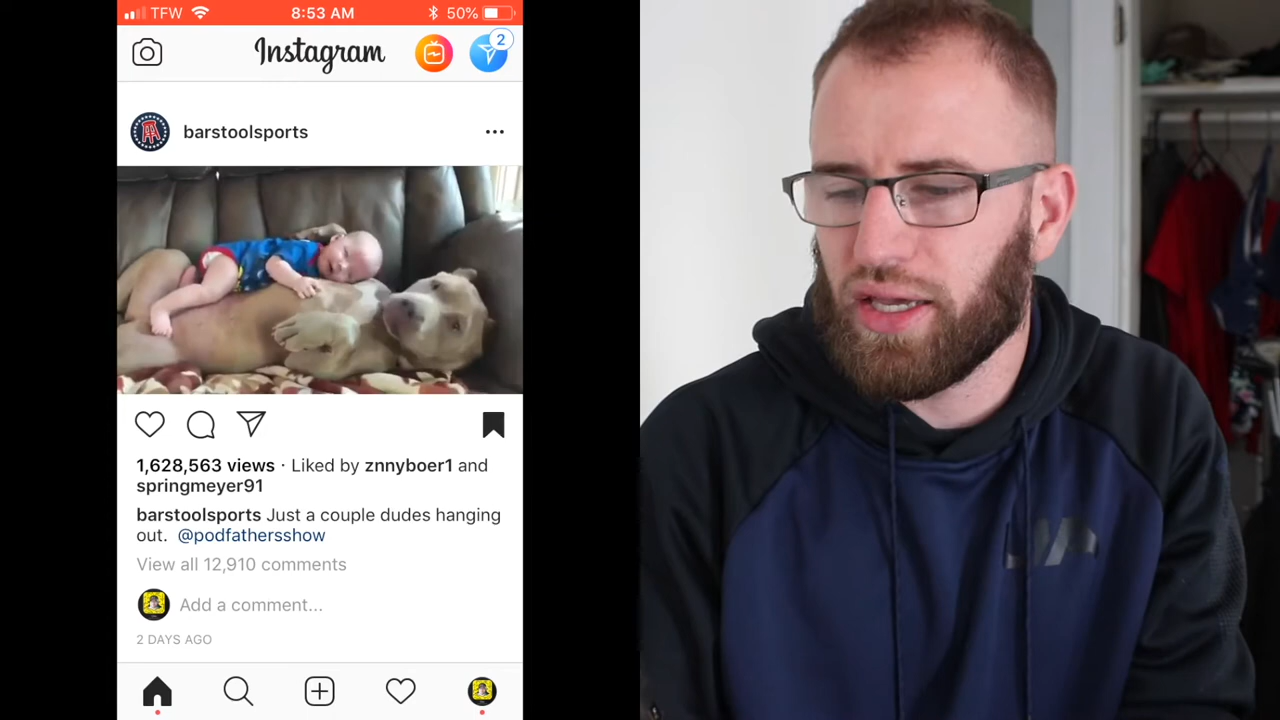 TFW 8:53 AM 50%
Instagram 2
barstoolsports
1,628,563 views · Liked by znnyboer1 and
springmeyer91
barstoolsports Just a couple dudes hanging
out. @podfathersshow
View all 12,910 comments
Add a comment...
2 DAYS AGO